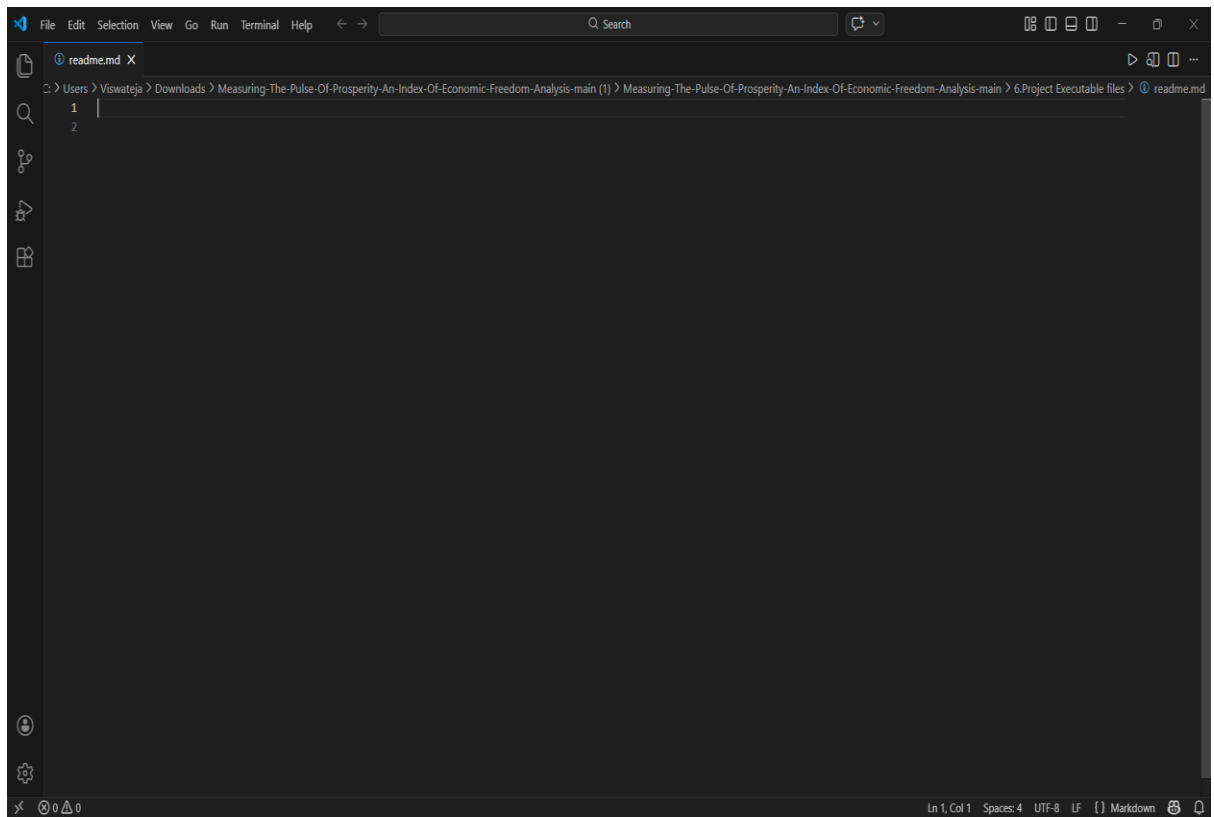 File Edit Selection View Go Run Terminal Help Search
readme.md
C: > Users > Viswateja > Downloads > Measuring-The-Pulse-Of-Prosperity-An-Index-Of-Economic-Freedom-Analysis-main (1) > Measuring-The-Pulse-Of-Prosperity-An-Index-Of-Economic-Freedom-Analysis-main > 6.Project Executable files > readme.md
1
2
0 0 Ln 1, Col 1 Spaces: 4 UTF-8 LF {} Markdown